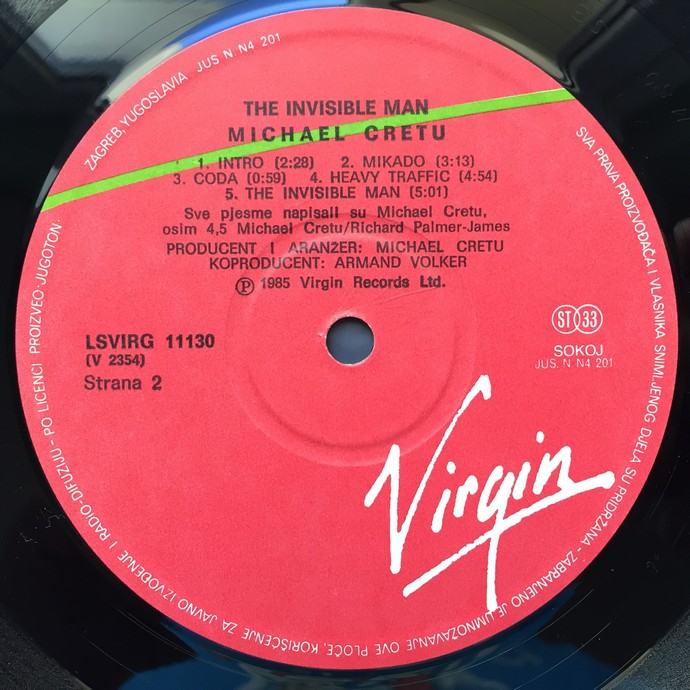 THE INVISIBLE MAN
MICHAEL CRETU
1. INTRO (2:28) 2. MIKADO (3:13)
3. CODA (0:59) 4. HEAVY TRAFFIC (4:54)
5. THE INVISIBLE MAN (5:01)
Sve pjesme napisali su Michael Cretu,
osim 4,5 Michael Cretu/Richard Palmer-James
PRODUCENT I ARANŽER: MICHAEL CRETU
KOPRODUCENT: ARMAND VOLKER
Ⓟ 1985 Virgin Records Ltd.
LSVIRG 11130
(V 2354)
Strana 2
ST 33
SOKOJ
JUS. N N4 201
Virgin
SVA PRAVA PROIZVOĐAČA I VLASNIKA SNIMLJENOG DJELA SU PRIDRŽANA - ZABRANJENO JE UMNOŽAVANJE OVE PLOČE, KORIŠĆENJE ZA JAVNO IZVOĐENJE I RADIO-DIFUZIJU - PO LICENCI PROIZVEO: JUGOTON · ZAGREB, YUGOSLAVIA JUS N N4 201